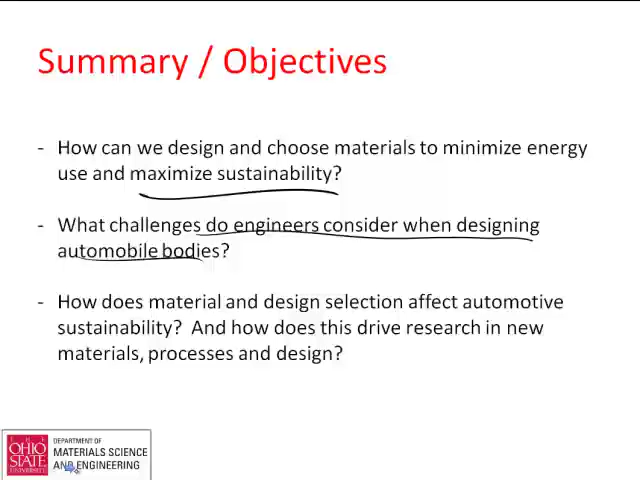 Summary / Objectives
- How can we design and choose materials to minimize energy
use and maximize sustainability?
- What challenges do engineers consider when designing
automobile bodies?
- How does material and design selection affect automotive
sustainability? And how does this drive research in new
materials, processes and design?
THE
OHIO
STATE
UNIVERSITY
DEPARTMENT OF
MATERIALS SCIENCE
AND ENGINEERING